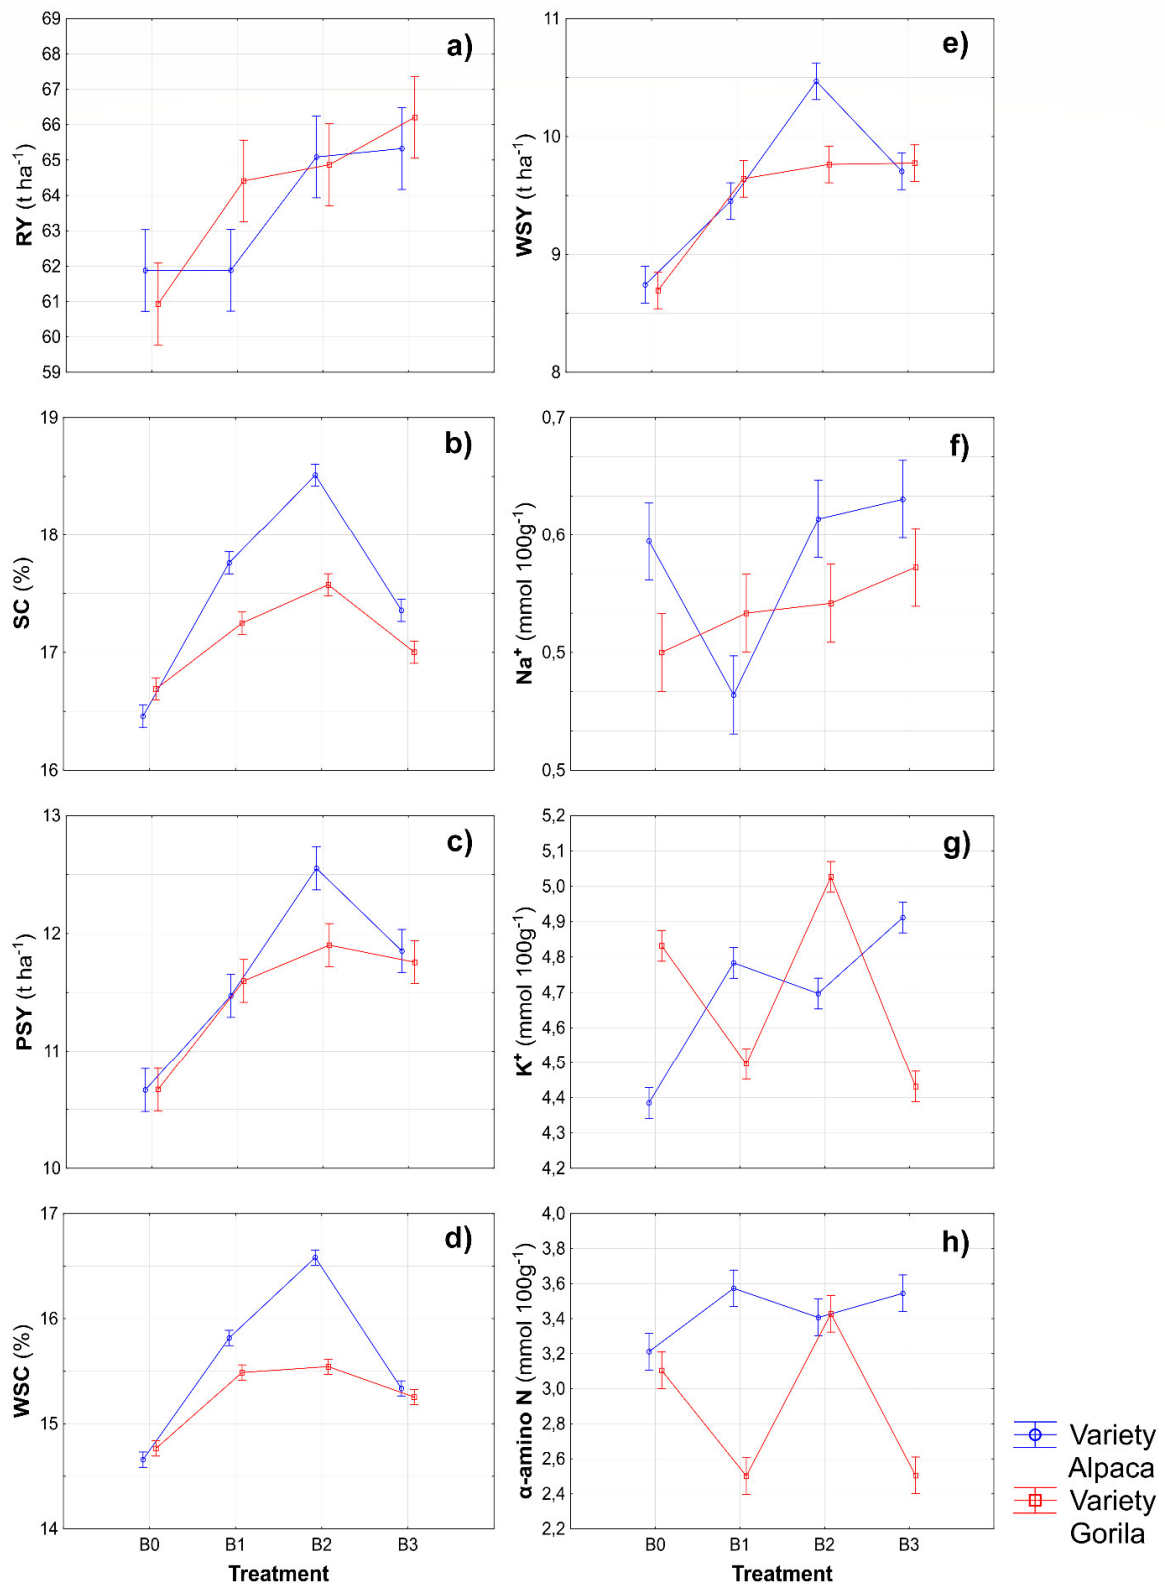 a)
69
68
67
66
65
64
63
62
61
60
59
RY (t ha⁻¹)
e)
11
10
9
8
WSY (t ha⁻¹)
b)
19
18
17
16
SC (%)
f)
0,7
0,6
0,5
0,5
Na⁺ (mmol 100g⁻¹)
c)
13
12
11
10
PSY (t ha⁻¹)
g)
5,2
5,1
5,0
4,9
4,8
4,7
4,6
4,5
4,4
4,3
4,2
K⁺ (mmol 100g⁻¹)
d)
17
16
15
14
WSC (%)
B0 B1 B2 B3
Treatment
h)
4,0
3,8
3,6
3,4
3,2
3,0
2,8
2,6
2,4
2,2
α-amino N (mmol 100g⁻¹)
B0 B1 B2 B3
Treatment
Variety
Alpaca
Variety
Gorila